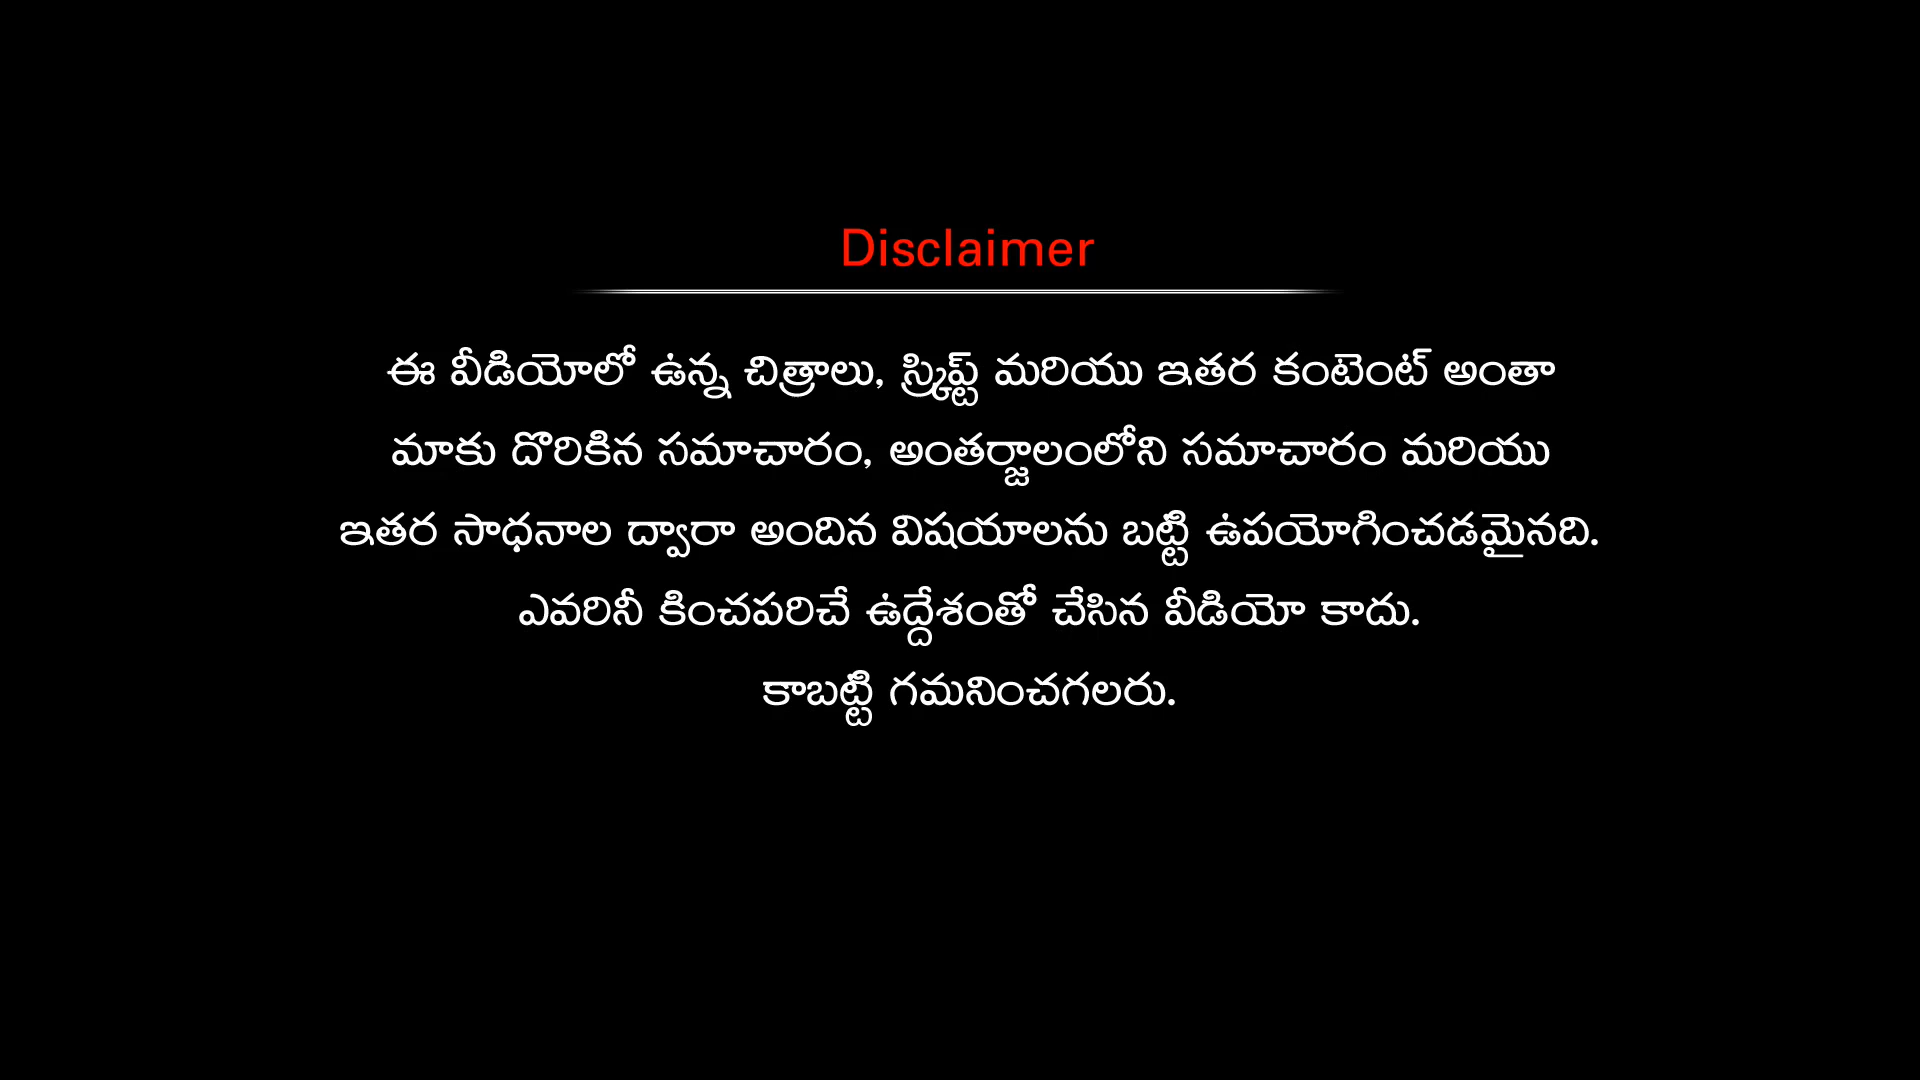 Disclaimer
ఈ వీడియోలో ఉన్న చిత్రాలు, స్క్రిప్ట్ మరియు ఇతర కంటెంట్ అంతా
మాకు దొరికిన సమాచారం, అంతర్జాలంలోని సమాచారం మరియు
ఇతర సాధనాల ద్వారా అందిన విషయాలను బట్టి ఉపయోగించడమైనది.
ఎవరినీ కించపరిచే ఉద్దేశంతో చేసిన వీడియో కాదు.
కాబట్టి గమనించగలరు.